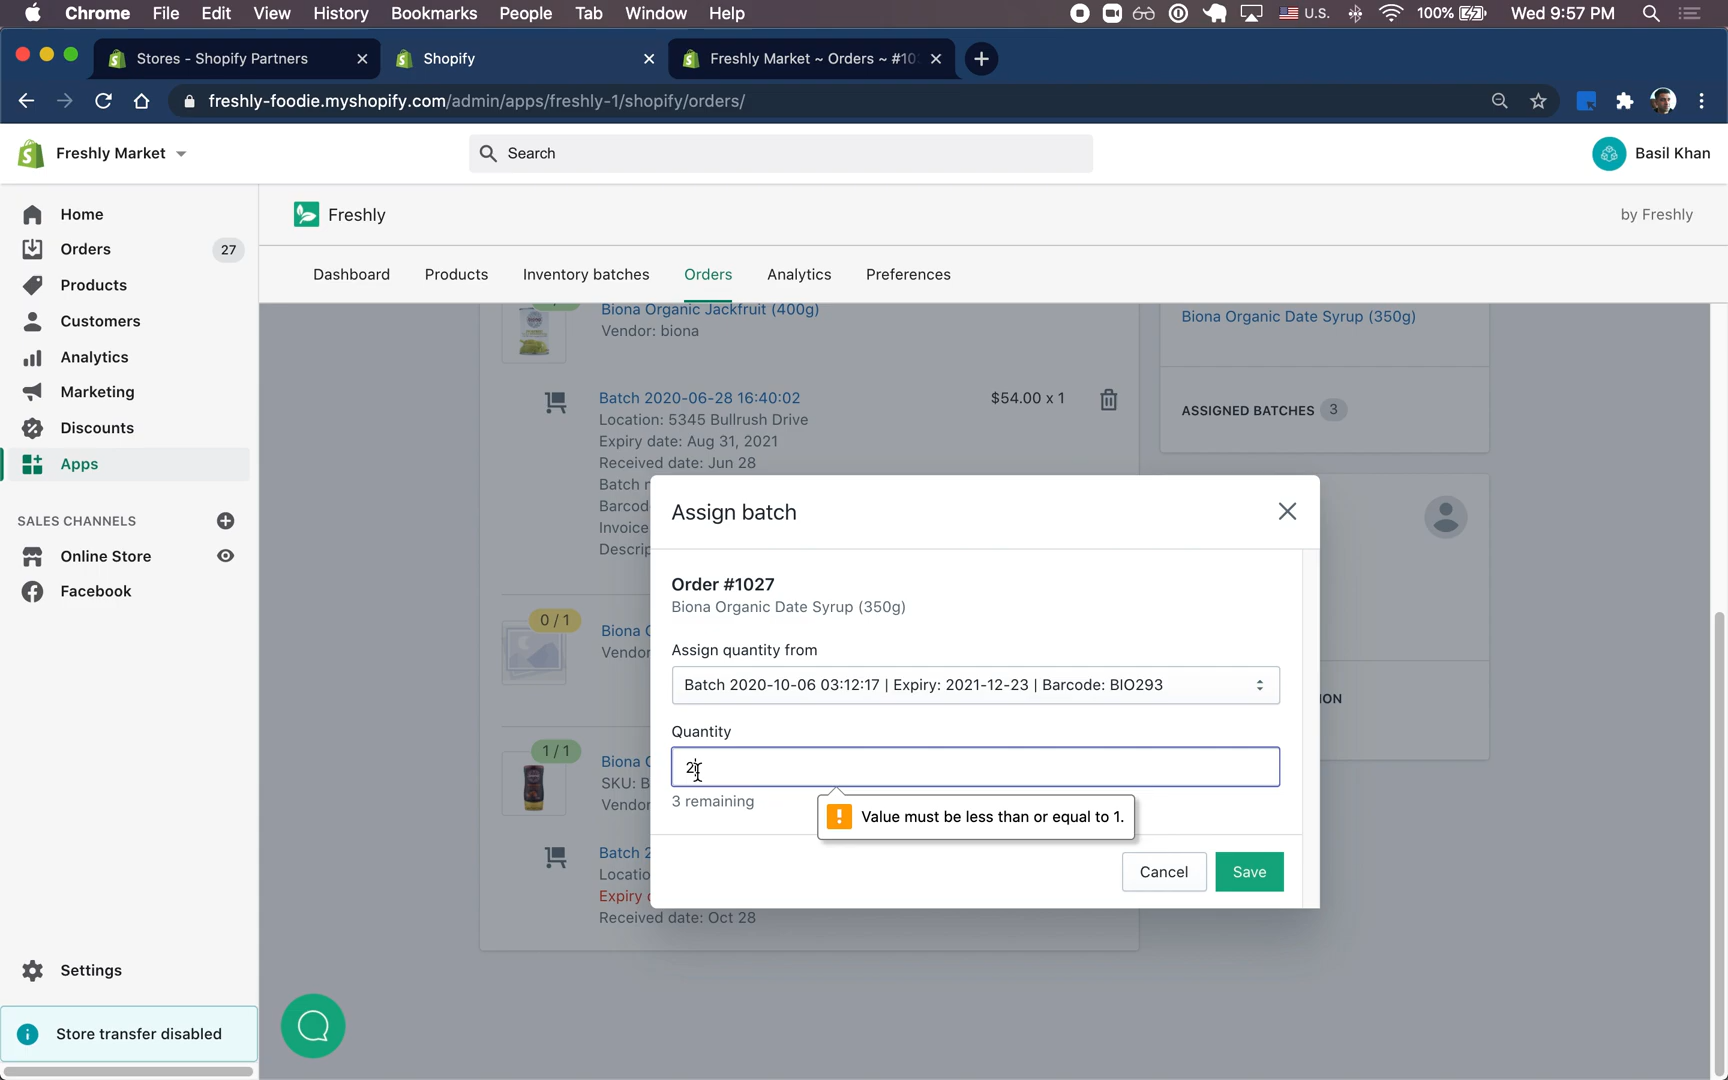 Chrome File Edit View History Bookmarks People Tab Window Help U.S. 100% Wed 9:57 PM
Stores - Shopify Partners
Shopify
Freshly Market ~ Orders ~ #10
freshly-foodie.myshopify.com/admin/apps/freshly-1/shopify/orders/
Freshly Market
Search
Basil Khan
Home
Orders 27
Products
Customers
Analytics
Marketing
Discounts
Apps
SALES CHANNELS
Online Store
Facebook
Settings
Store transfer disabled
Freshly
by Freshly
Dashboard Products Inventory batches Orders Analytics Preferences
Biona Organic Jackfruit (400g)
Vendor: biona
Batch 2020-06-28 16:40:02 $54.00 x 1
Location: 5345 Bullrush Drive
Expiry date: Aug 31, 2021
Received date: Jun 28
Batch
Barcod
Invoice
Descrip
0 / 1
Biona
Vendo
1 / 1
Biona
SKU: B
Vendo
Batch 2
Locatio
Expiry
Received date: Oct 28
Biona Organic Date Syrup (350g)
ASSIGNED BATCHES 3
ION
Assign batch
Order #1027
Biona Organic Date Syrup (350g)
Assign quantity from
Batch 2020-10-06 03:12:17 | Expiry: 2021-12-23 | Barcode: BIO293
Quantity
2
3 remaining
Value must be less than or equal to 1.
Cancel
Save